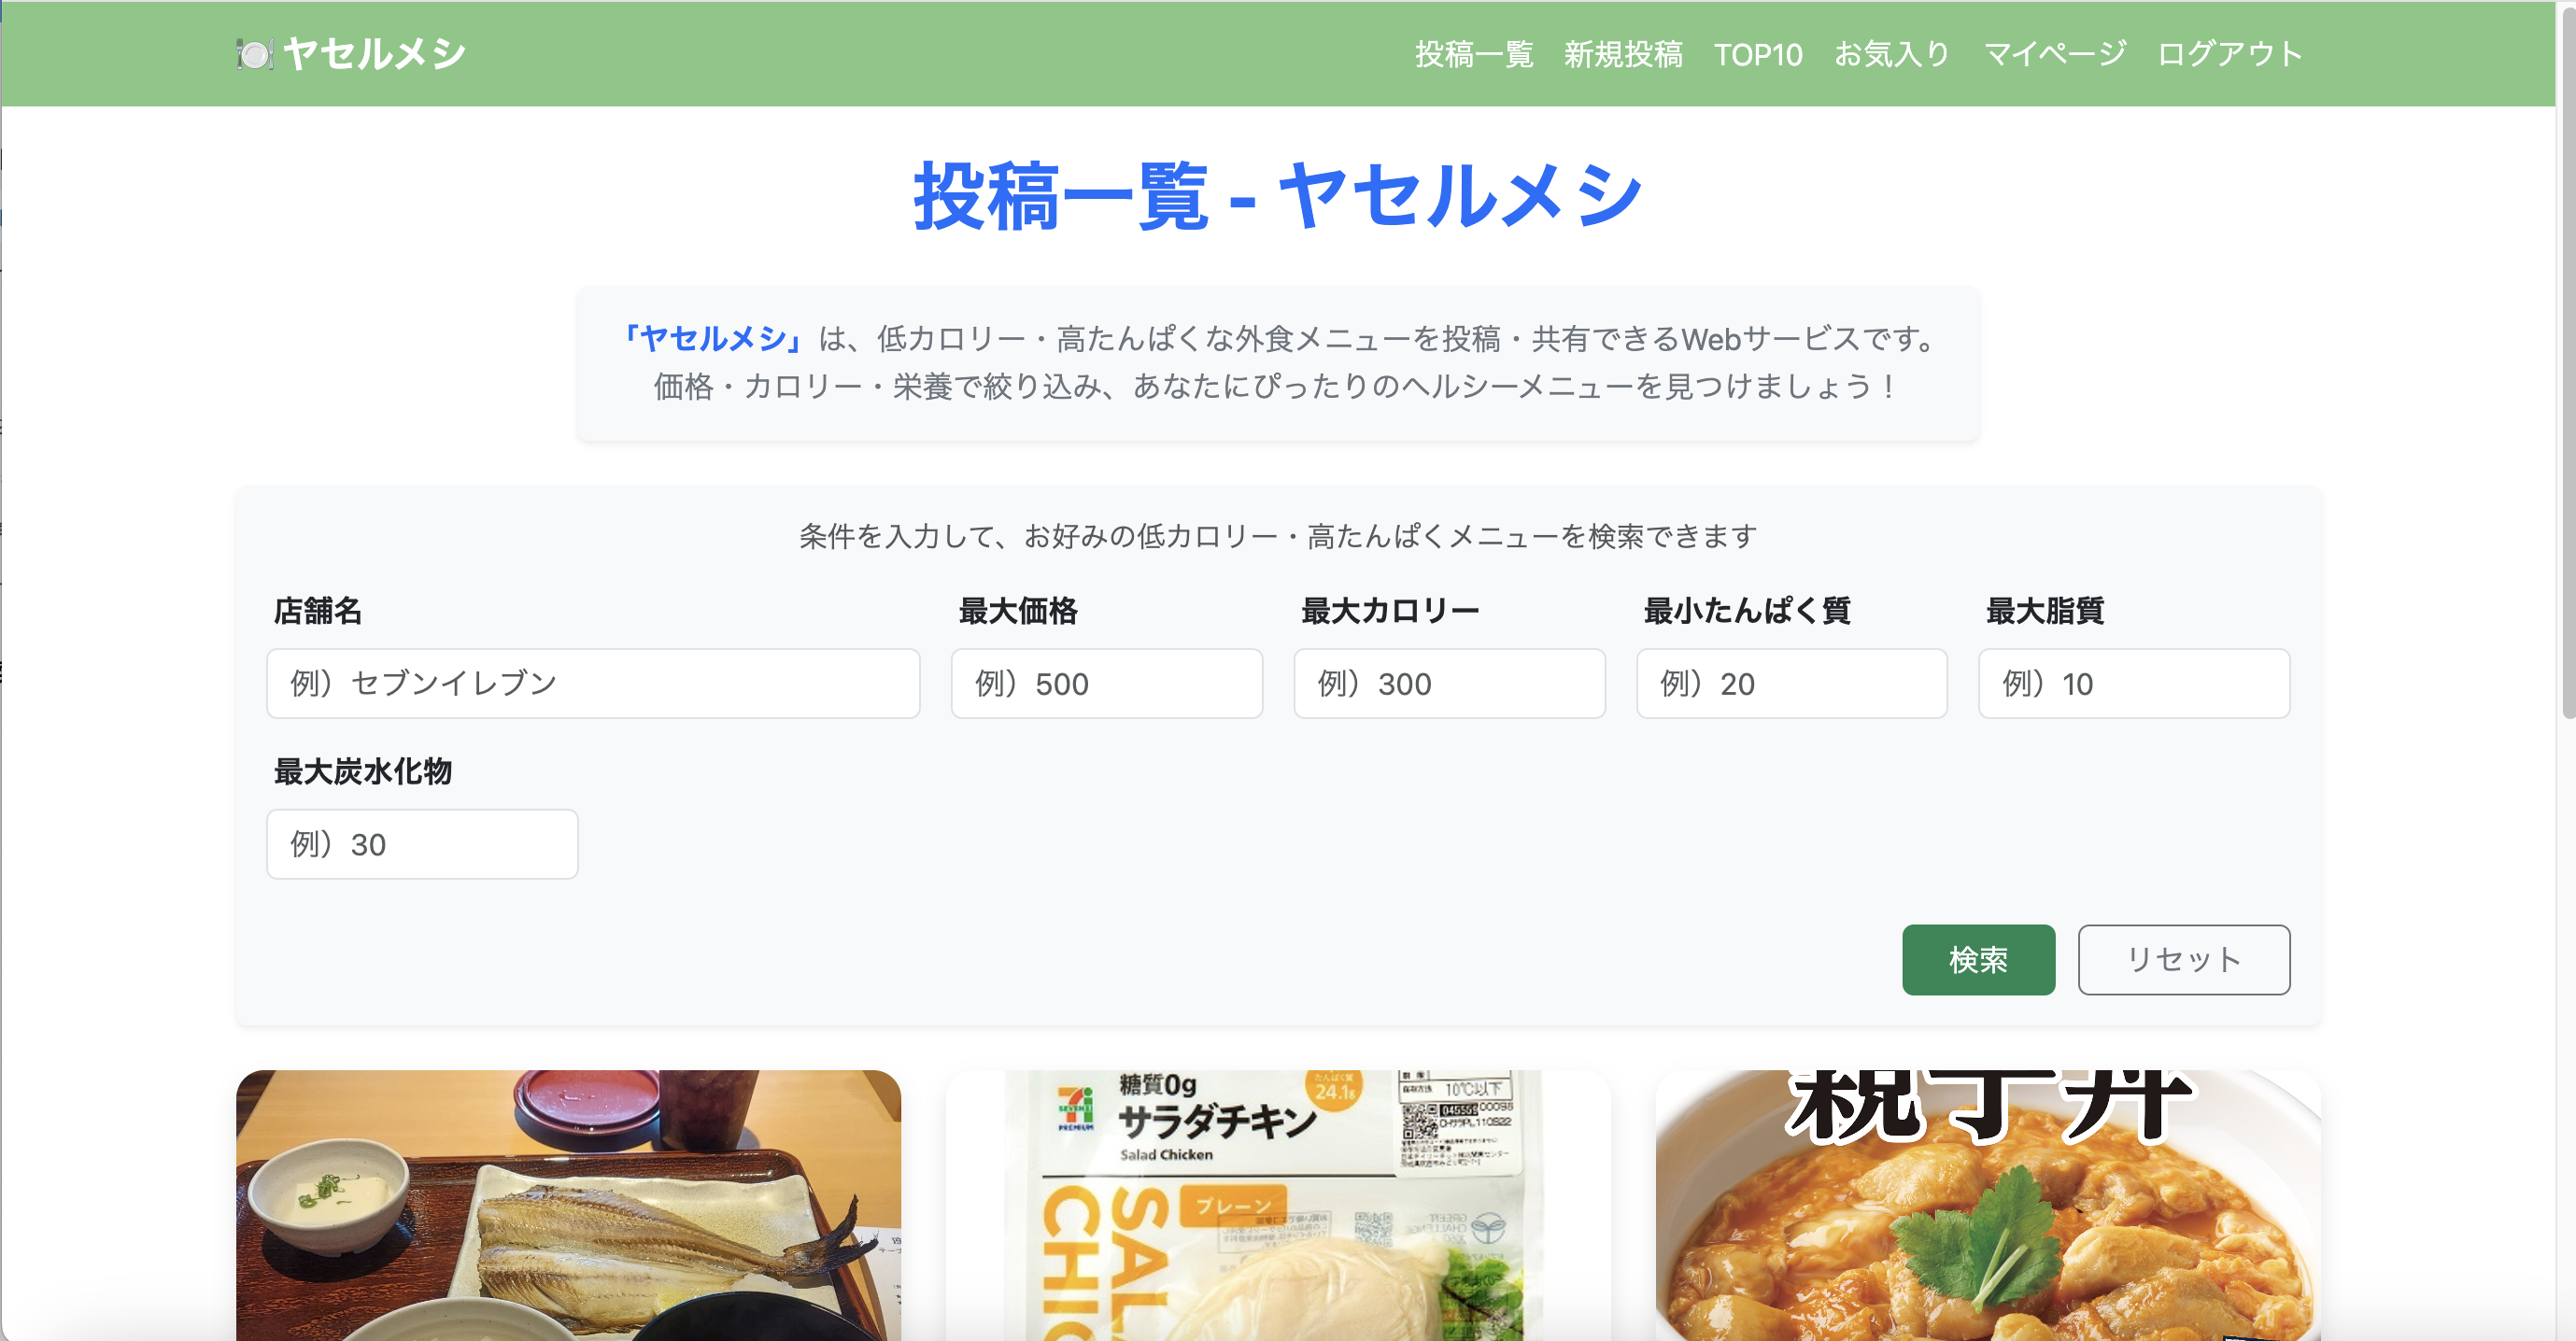 ヤセルメシ
投稿一覧 新規投稿 TOP10 お気入り マイページ ログアウト
投稿一覧 - ヤセルメシ
「ヤセルメシ」は、低カロリー・高たんぱくな外食メニューを投稿・共有できるWebサービスです。
価格・カロリー・栄養で絞り込み、あなたにぴったりのヘルシーメニューを見つけましょう！
条件を入力して、お好みの低カロリー・高たんぱくメニューを検索できます
店舗名 最大価格 最大カロリー 最小たんぱく質 最大脂質
例）セブンイレブン 例）500 例）300 例）20 例）10
最大炭水化物
例）30
検索 リセット
糖質0g
サラダチキン
Salad Chicken
たんぱく質
24.1g
10℃以下
PREMIUM
プレーン
親子丼